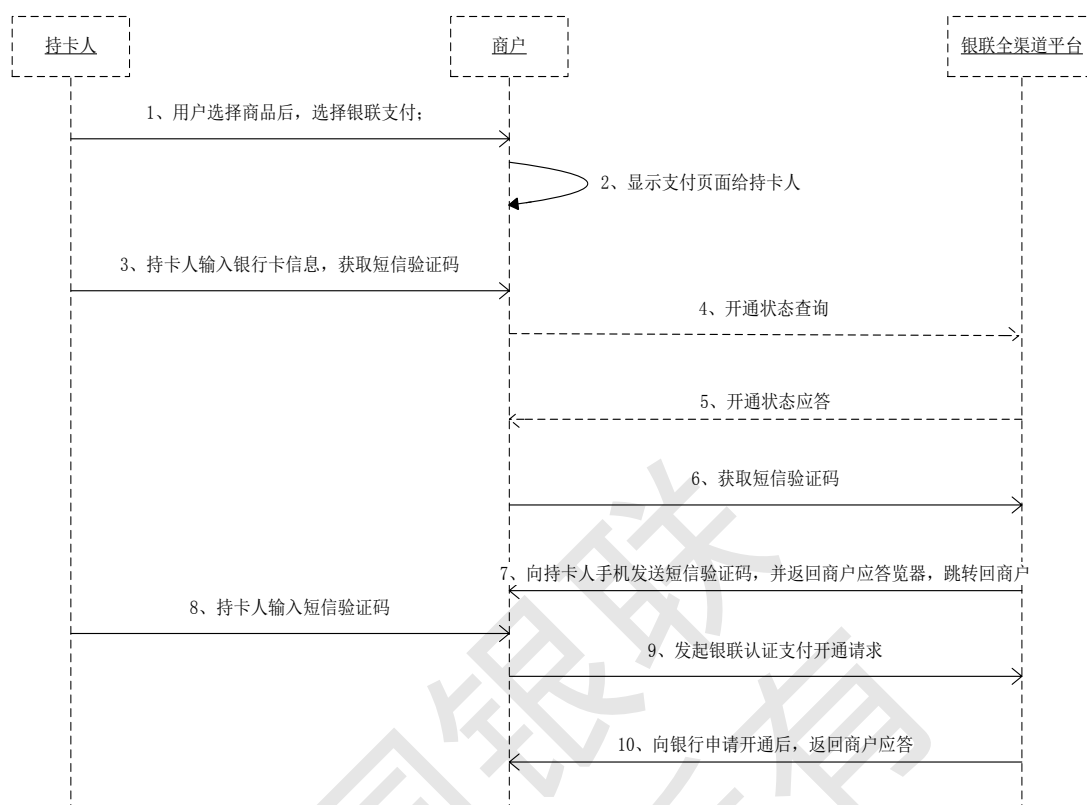 持卡人
商户
银联全渠道平台
1、用户选择商品后，选择银联支付；
2、显示支付页面给持卡人
3、持卡人输入银行卡信息，获取短信验证码
4、开通状态查询
5、开通状态应答
6、获取短信验证码
7、向持卡人手机发送短信验证码，并返回商户应答览器，跳转回商户
8、持卡人输入短信验证码
9、发起银联认证支付开通请求
10、向银行申请开通后，返回商户应答
银联
有